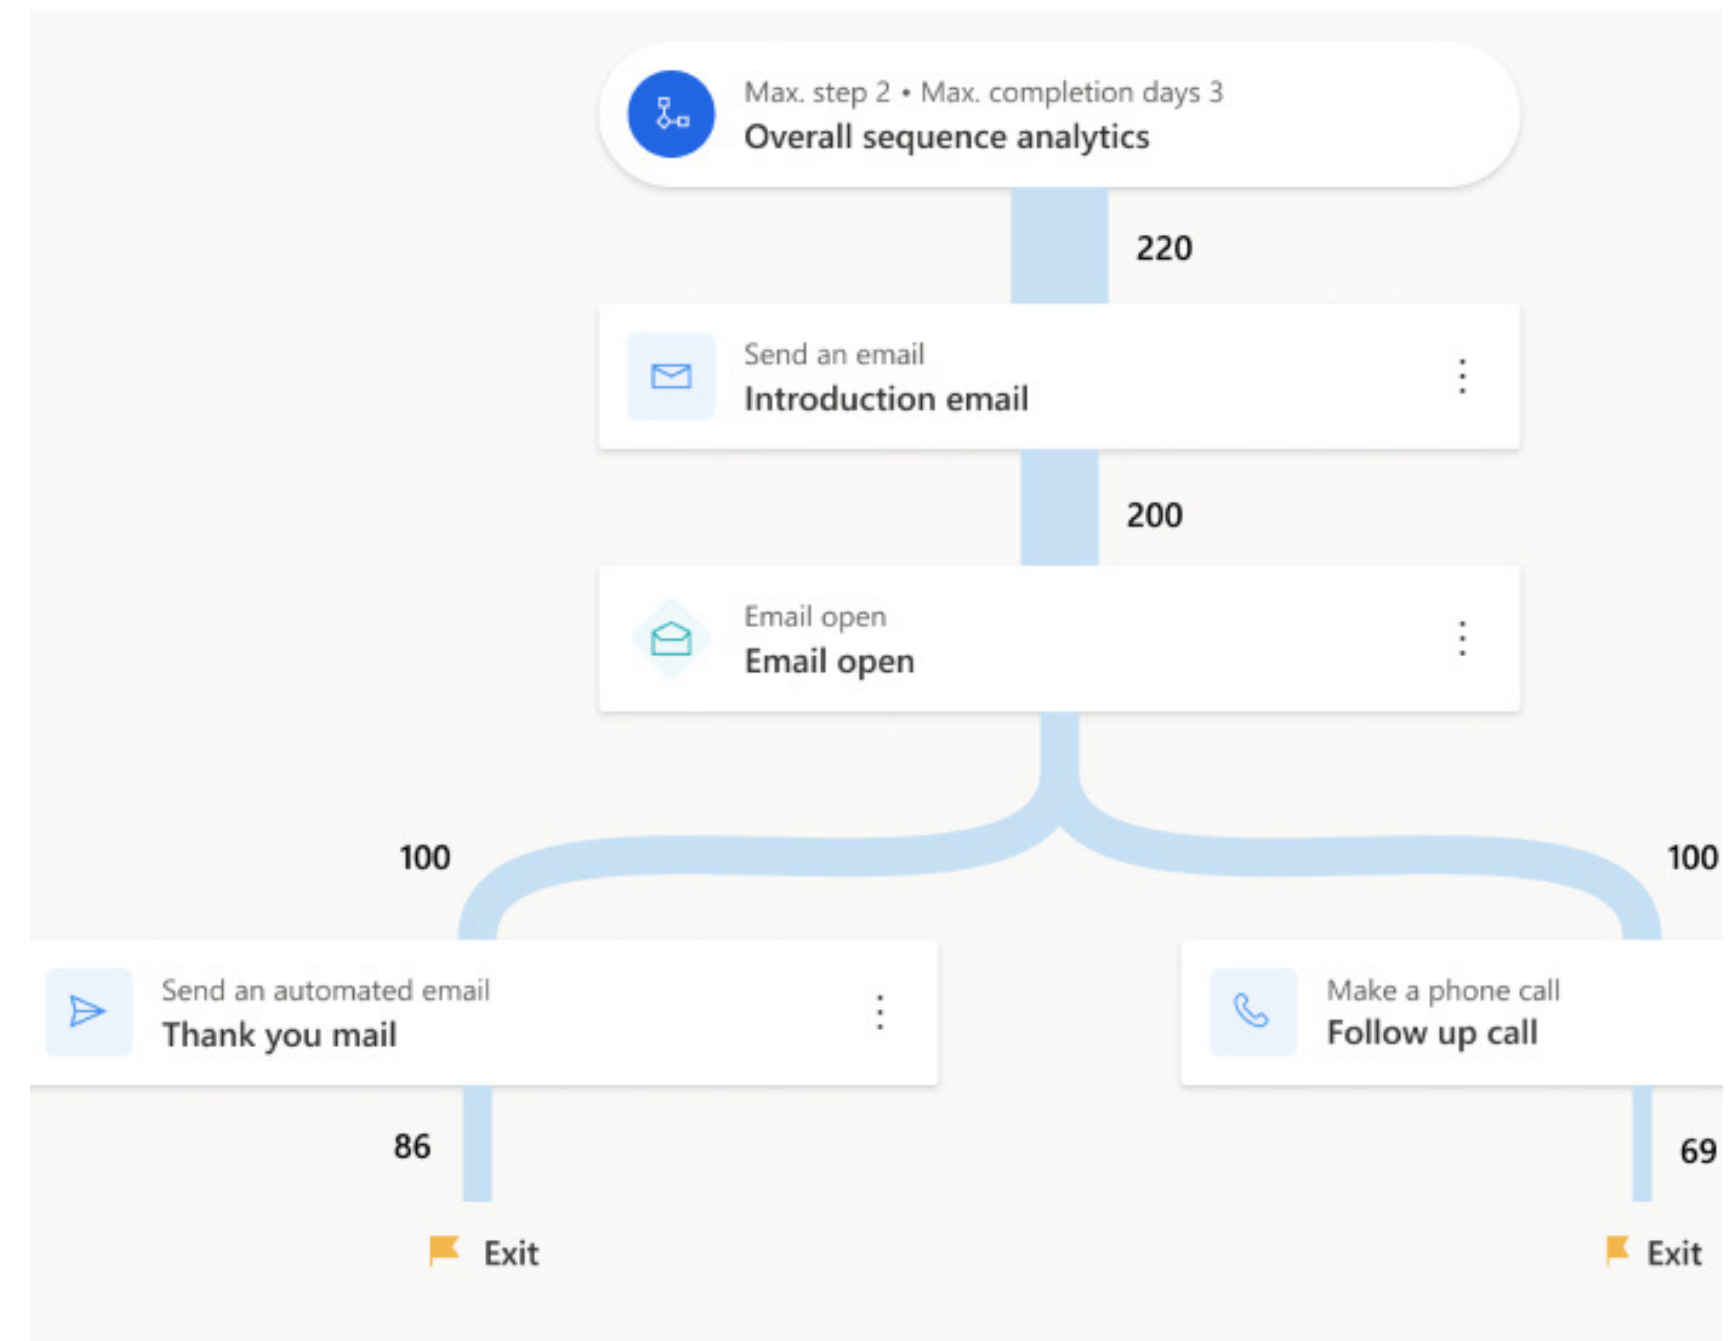 Max. step 2 • Max. completion days 3
Overall sequence analytics
220
Send an email
Introduction email
200
Email open
Email open
100
100
Send an automated email
Thank you mail
Make a phone call
Follow up call
86
69
Exit
Exit